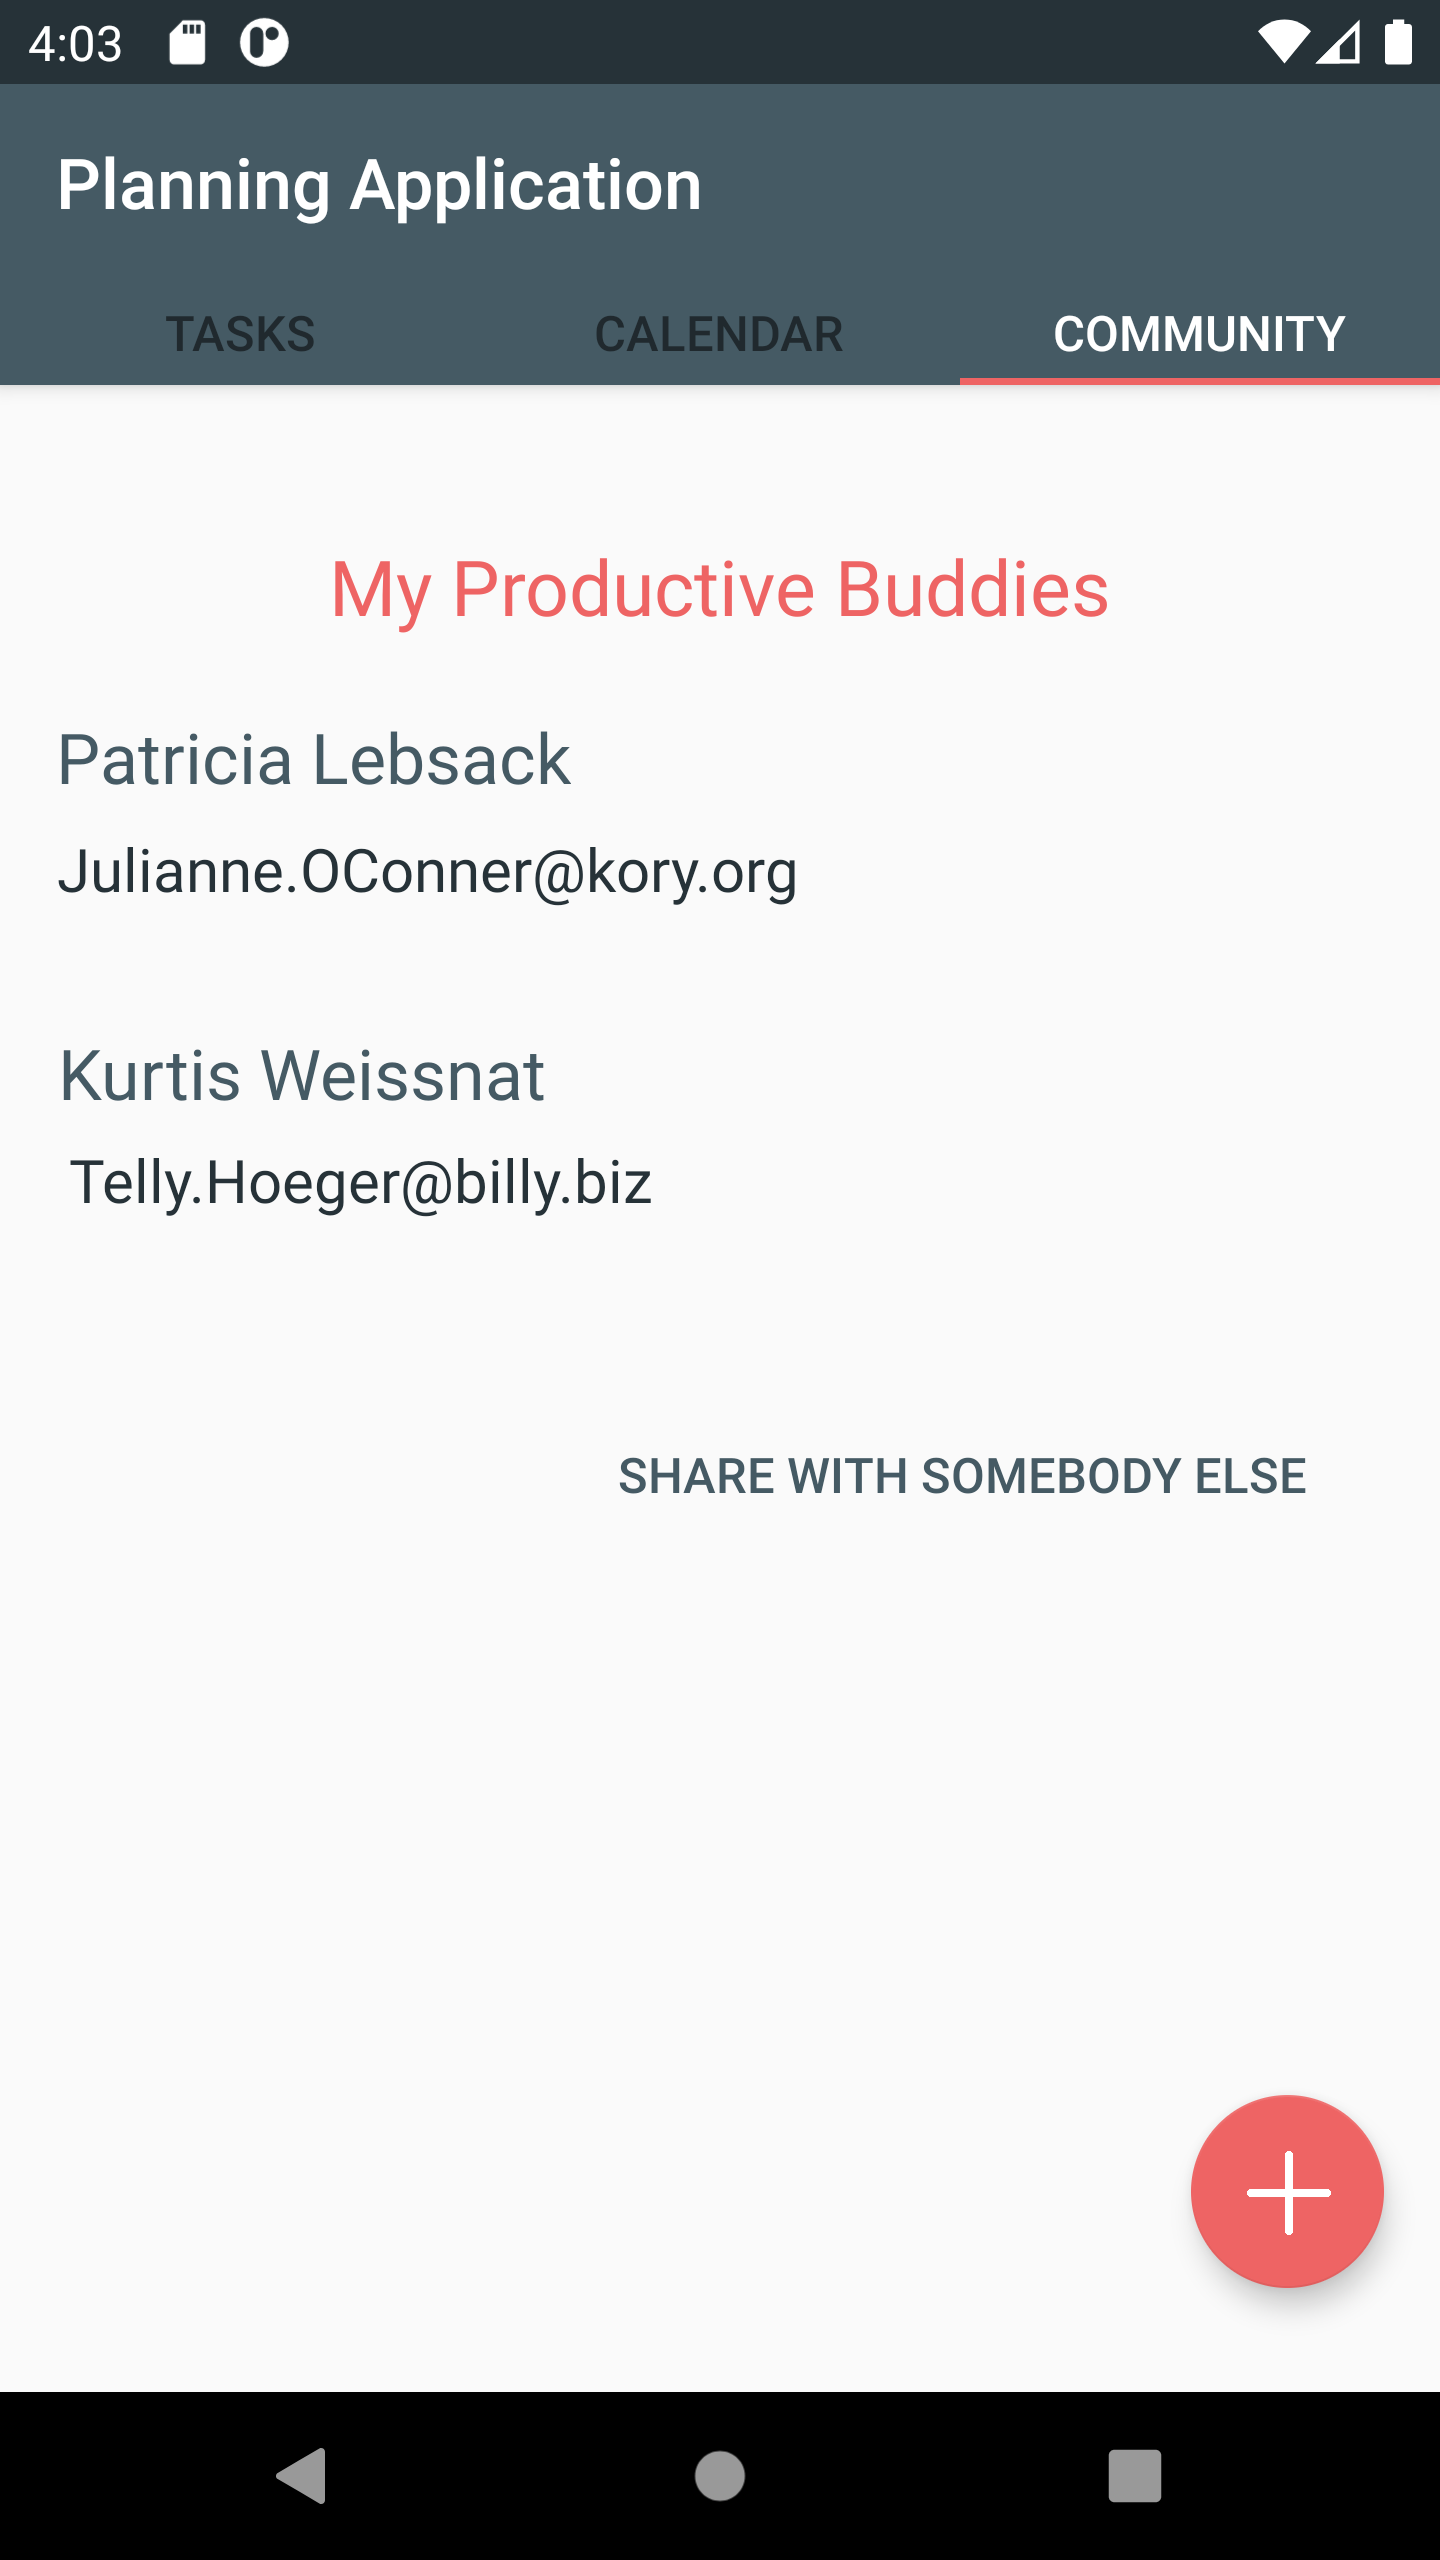 4:03
Planning Application
TASKS CALENDAR COMMUNITY
My Productive Buddies
Patricia Lebsack
Julianne.OConner@kory.org
Kurtis Weissnat
Telly.Hoeger@billy.biz
SHARE WITH SOMEBODY ELSE